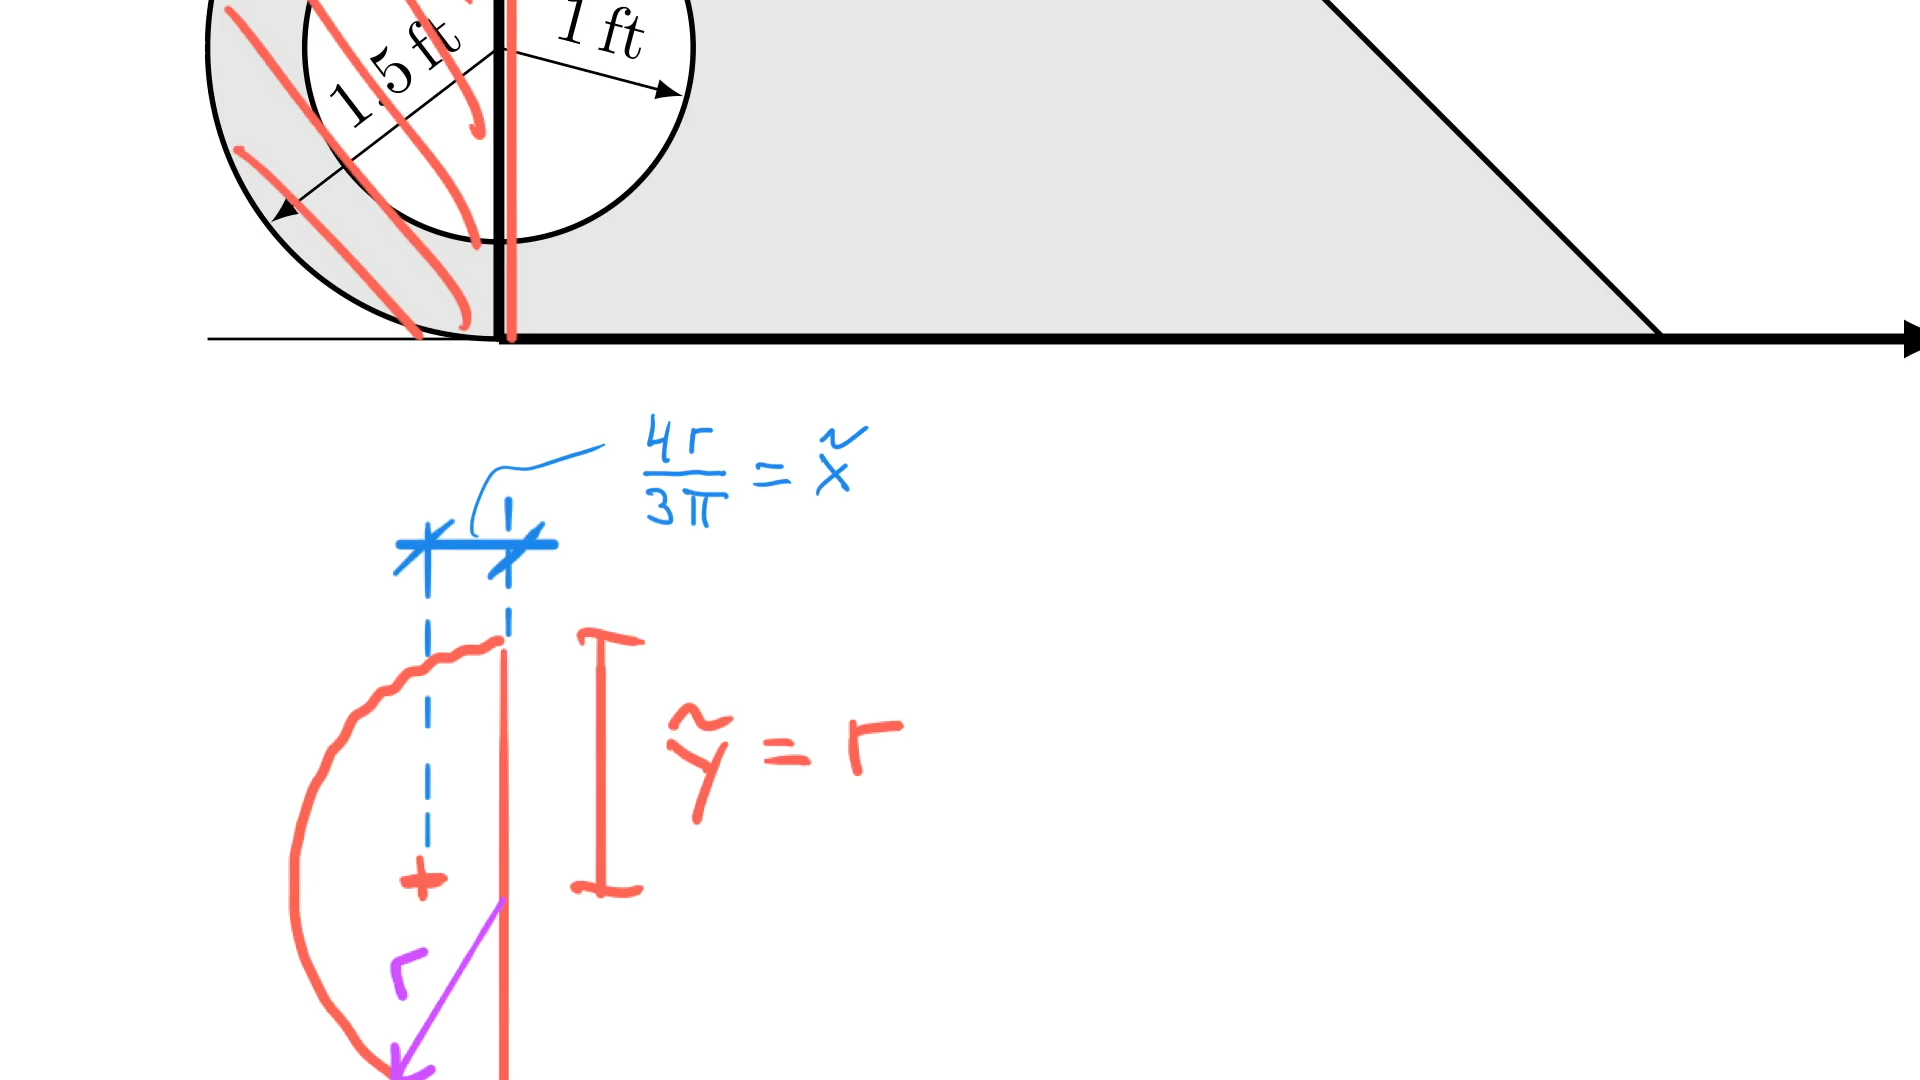 1.5 ft
1 ft
4r/3π = x̃
ỹ = r
r